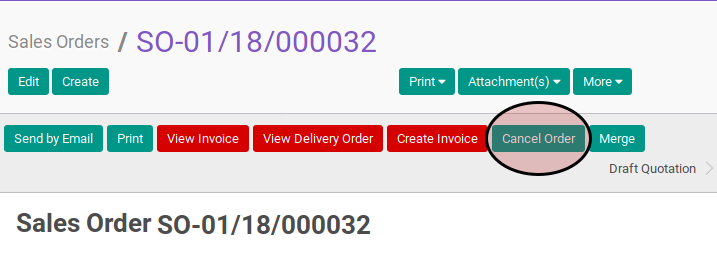 Sales Orders / SO-01/18/000032
Edit Create Print Attachment(s) More
Send by Email Print View Invoice View Delivery Order Create Invoice Cancel Order Merge
Draft Quotation
Sales Order SO-01/18/000032